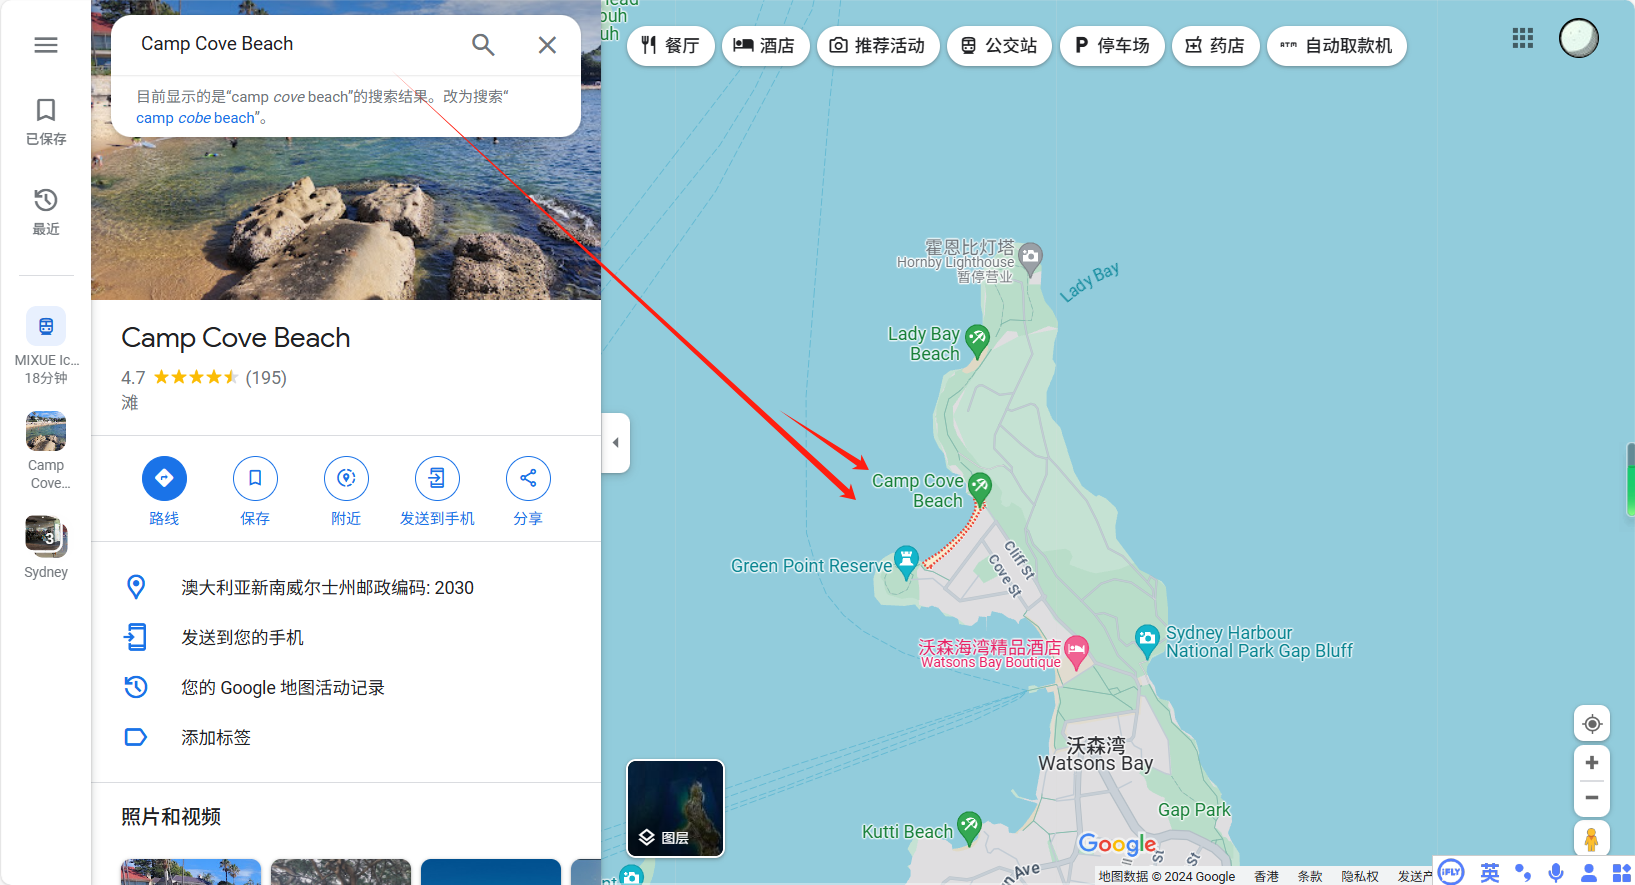 Camp Cove Beach
目前显示的是“camp cove beach”的搜索结果。改为搜索“
camp cobe beach”。
已保存
最近
MIXUE Ic...
18分钟
Camp
Cove...
3
Sydney
Camp Cove Beach
4.7 (195)
滩
路线
保存
附近
发送到手机
分享
澳大利亚新南威尔士州邮政编码: 2030
发送到您的手机
您的 Google 地图活动记录
添加标签
照片和视频
餐厅
酒店
推荐活动
公交站
P 停车场
药店
ATM 自动取款机
霍恩比灯塔
Hornby Lighthouse
暂停营业
Lady Bay
Lady Bay
Beach
Camp Cove
Beach
Green Point Reserve
Cliff St
Cove St
沃森海湾精品酒店
Watsons Bay Boutique
Sydney Harbour
National Park Gap Bluff
沃森湾
Watsons Bay
Gap Park
Kutti Beach
图层
Google
地图数据 © 2024 Google
香港
条款
隐私权
iFLY
英